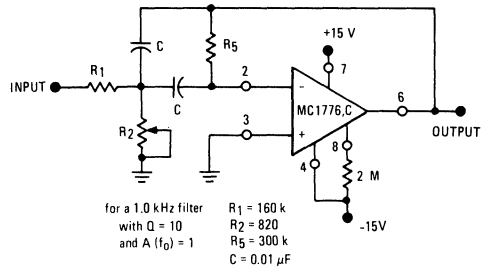 +15 V
C
R5
7
INPUT
R1
C
2
-
MC1776,C
6
3
+
OUTPUT
R2
4
8
2 M
-15V
for a 1.0 kHz filter
with Q = 10
and A (fo) = 1
R1 = 160 k
R2 = 820
R5 = 300 k
C = 0.01 μF